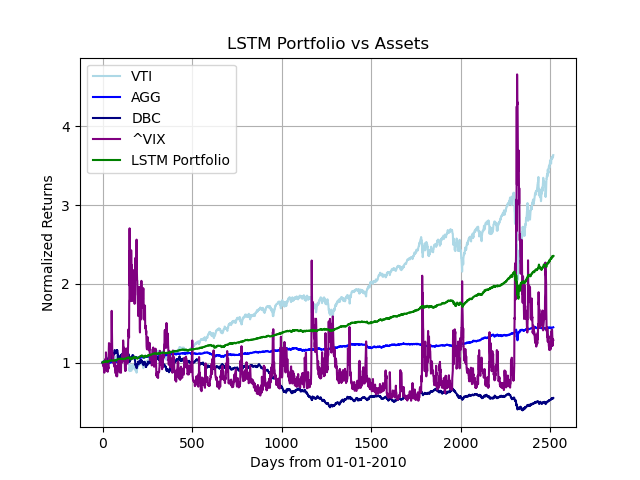 LSTM Portfolio vs Assets
VTI
AGG
DBC
^VIX
LSTM Portfolio
Normalized Returns
4
3
2
1
0
500
1000
1500
2000
2500
Days from 01-01-2010